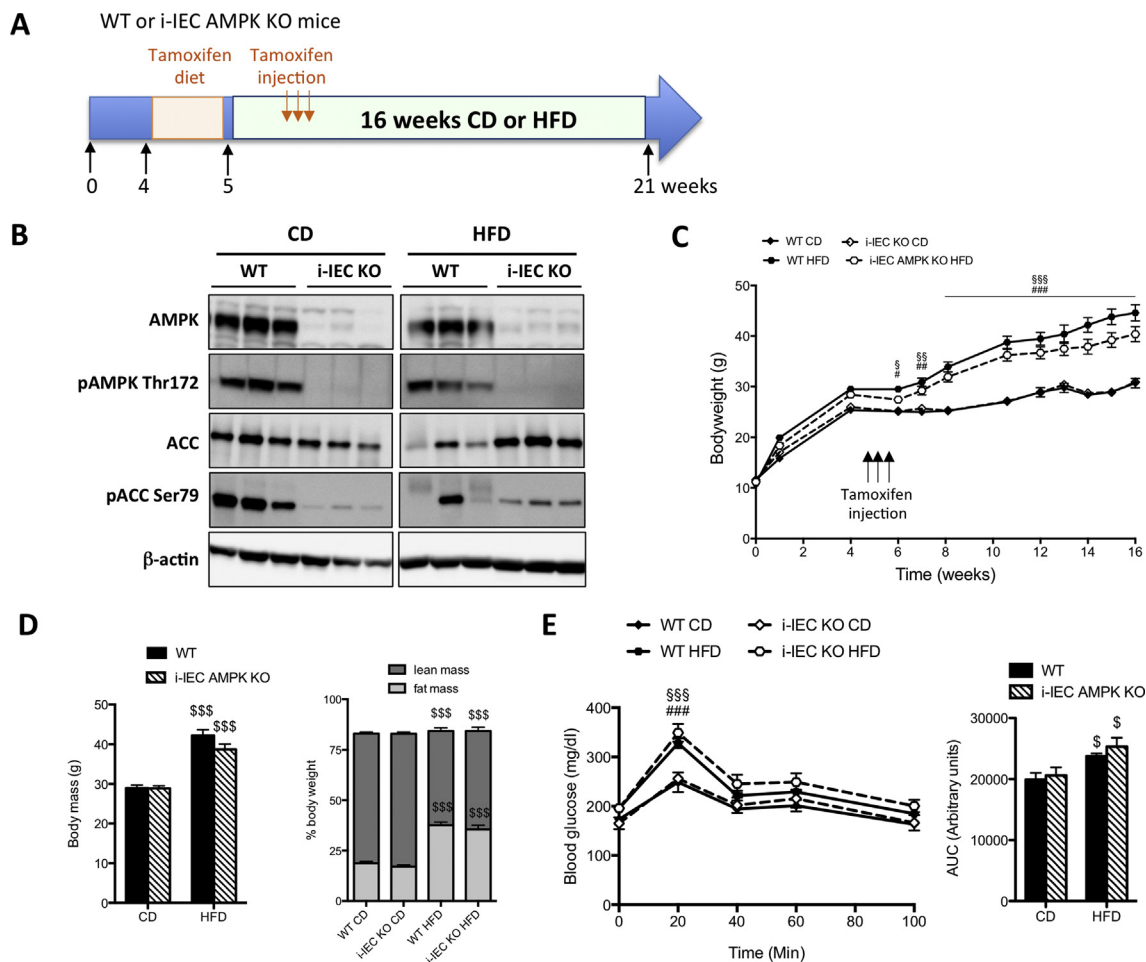 A
WT or i-IEC AMPK KO mice
Tamoxifen
diet
Tamoxifen
injection
16 weeks CD or HFD
0
4
5
21 weeks
B
CD
HFD
WT
i-IEC KO
WT
i-IEC KO
AMPK
pAMPK Thr172
ACC
pACC Ser79
β-actin
C
WT CD
i-IEC KO CD
WT HFD
i-IEC AMPK KO HFD
Bodyweight (g)
50
40
30
20
10
0
§
#
§§
##
§§§
###
Tamoxifen
injection
0
2
4
6
8
10
12
14
16
Time (weeks)
D
WT
i-IEC AMPK KO
Body mass (g)
50
40
30
20
10
0
$$$
$$$
CD
HFD
lean mass
fat mass
% body weight
100
75
50
25
0
$$$
$$$
$$$
$$$
WT CD
i-IEC KO CD
WT HFD
i-IEC KO HFD
E
WT CD
i-IEC KO CD
WT HFD
i-IEC KO HFD
Blood glucose (mg/dl)
400
300
200
100
0
§§§
###
0
20
40
60
80
100
Time (Min)
WT
i-IEC AMPK KO
AUC (Arbitrary units)
30000
20000
10000
0
$
$
CD
HFD